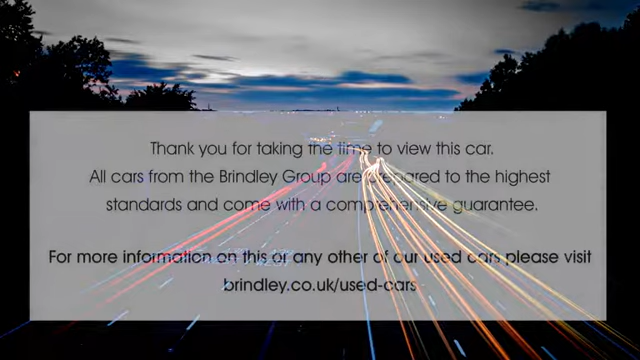 Thank you for taking the time to view this car.
All cars from the Brindley Group are prepared to the highest
standards and come with a comprehensive guarantee.
For more information on this or any other of our used cars please visit
brindley.co.uk/used-cars